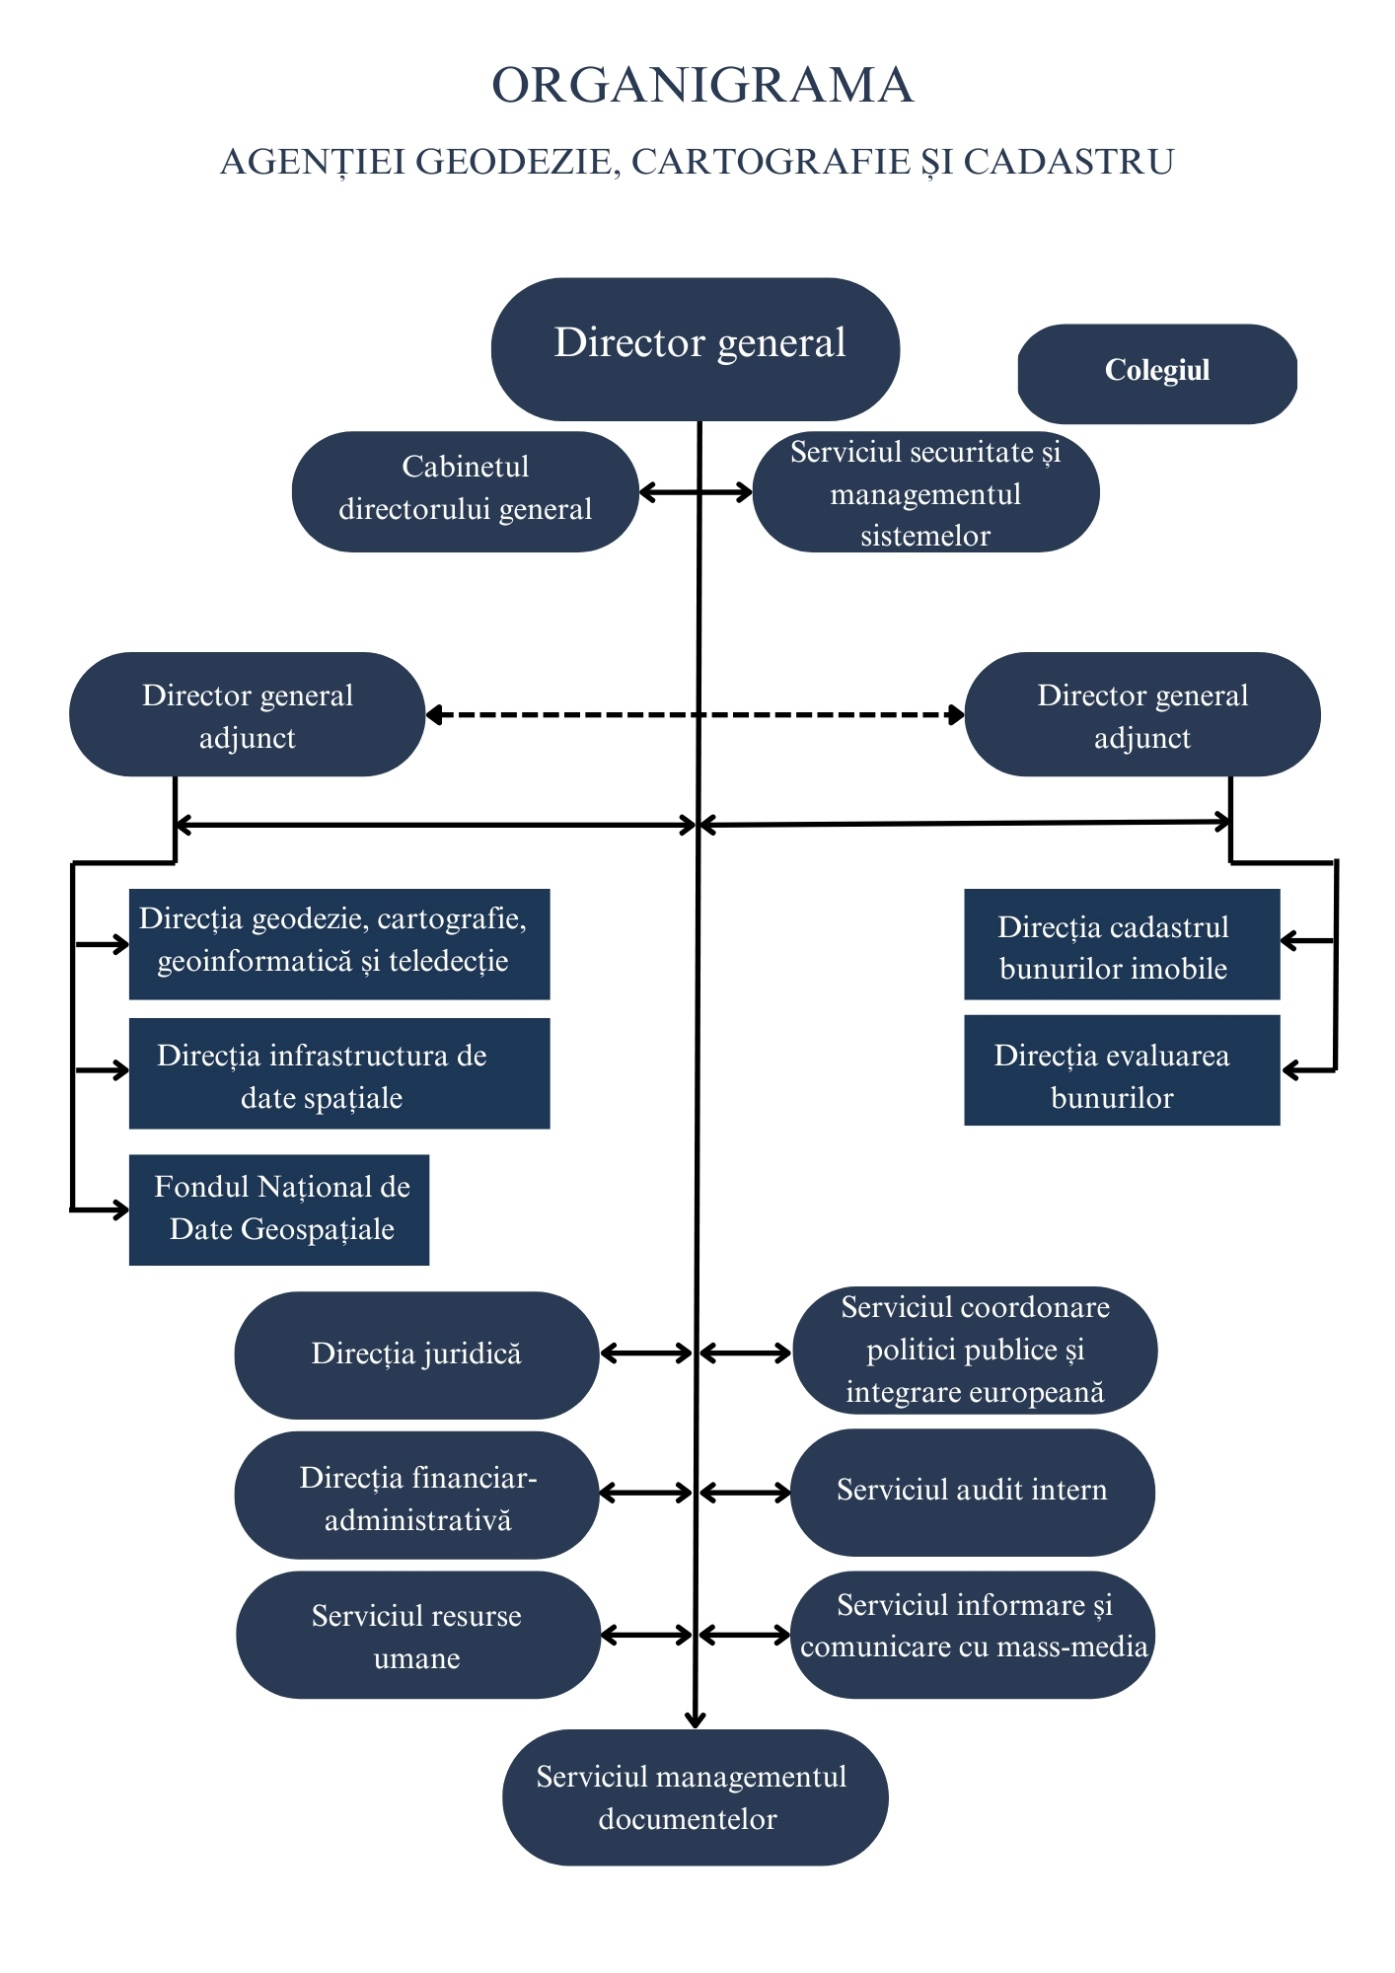 ORGANIGRAMA
AGENȚIEI GEODEZIE, CARTOGRAFIE ȘI CADASTRU
Director general
Colegiul
Cabinetul
directorului general
Serviciul securitate și
managementul
sistemelor
Director general
adjunct
Director general
adjunct
Direcția geodezie, cartografie,
geoinformatică și teledecție
Direcția infrastructura de
date spațiale
Fondul Național de
Date Geospațiale
Direcția cadastrul
bunurilor imobile
Direcția evaluarea
bunurilor
Direcția juridică
Serviciul coordonare
politici publice și
integrare europeană
Direcția financiar-
administrativă
Serviciul audit intern
Serviciul resurse
umane
Serviciul informare și
comunicare cu mass-media
Serviciul managementul
documentelor